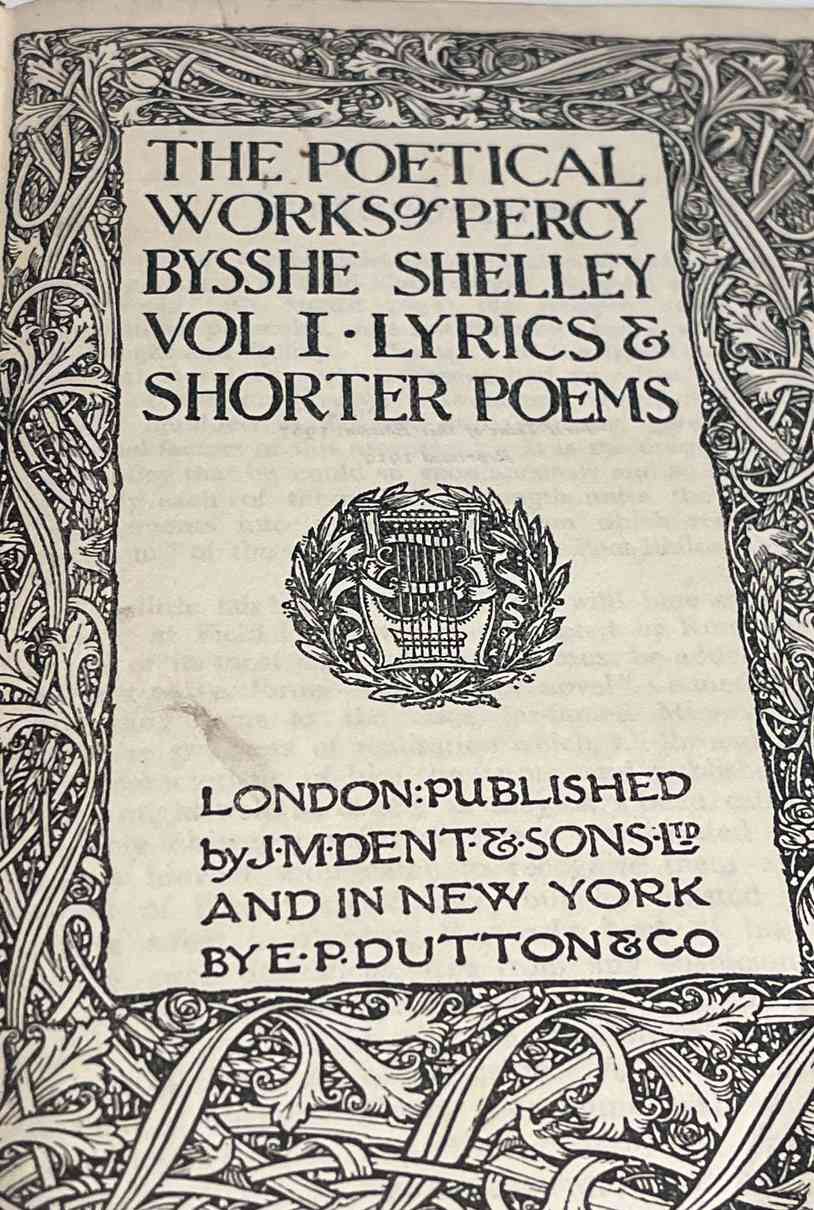 THE POETICAL
WORKS of PERCY
BYSSHE SHELLEY
VOL I · LYRICS &
SHORTER POEMS
LONDON: PUBLISHED
by J·M·DENT·&·SONS·LTD
AND IN NEW YORK
BY E·P·DUTTON & CO